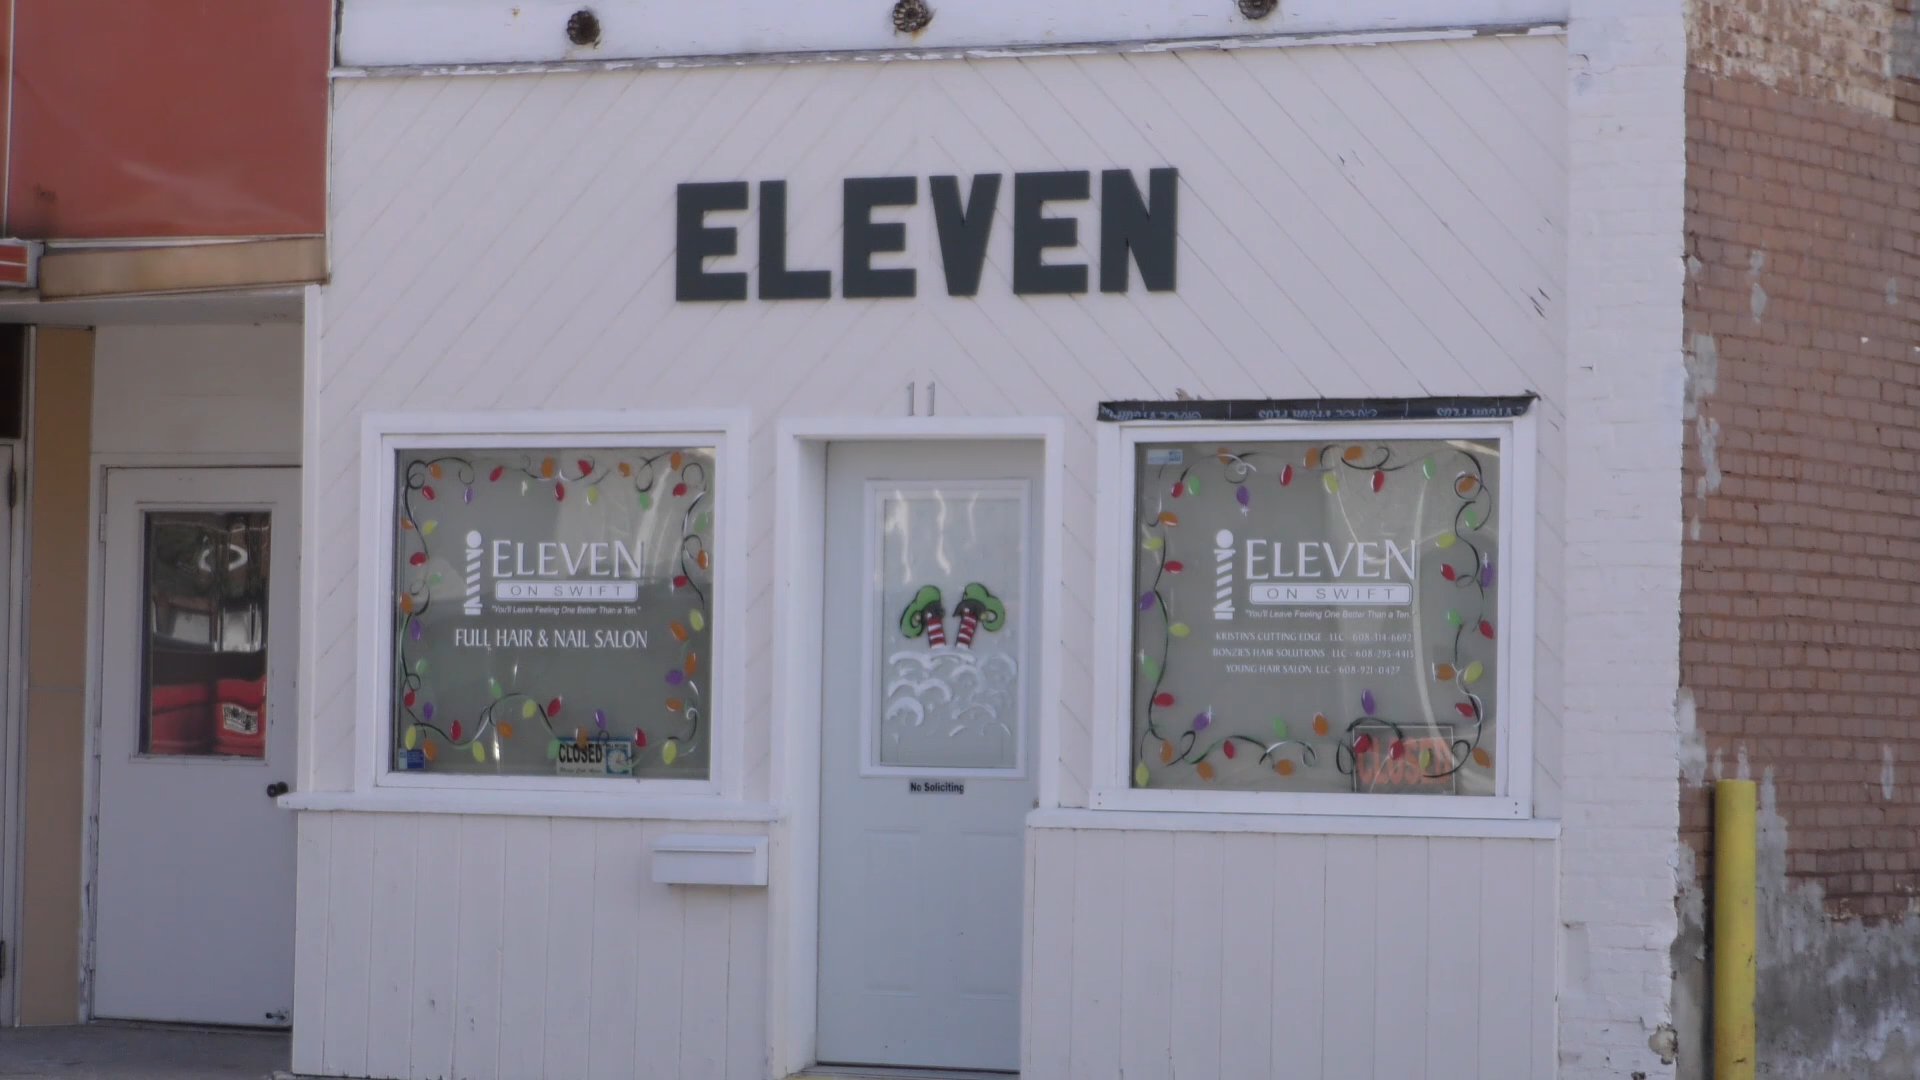 ELEVEN
11
ELEVEN
ON SWIFT
"You'll Leave Feeling One Better Than a Ten."
FULL HAIR & NAIL SALON
CLOSED
No Soliciting
ELEVEN
ON SWIFT
"You'll Leave Feeling One Better Than a Ten.
KRISTIN'S CUTTING EDGE LLC - 608-314-6692
BONZIE'S HAIR SOLUTIONS LLC - 608-295-4415
YOUNG HAIR SALON LLC - 608-921-0427
CLOSED